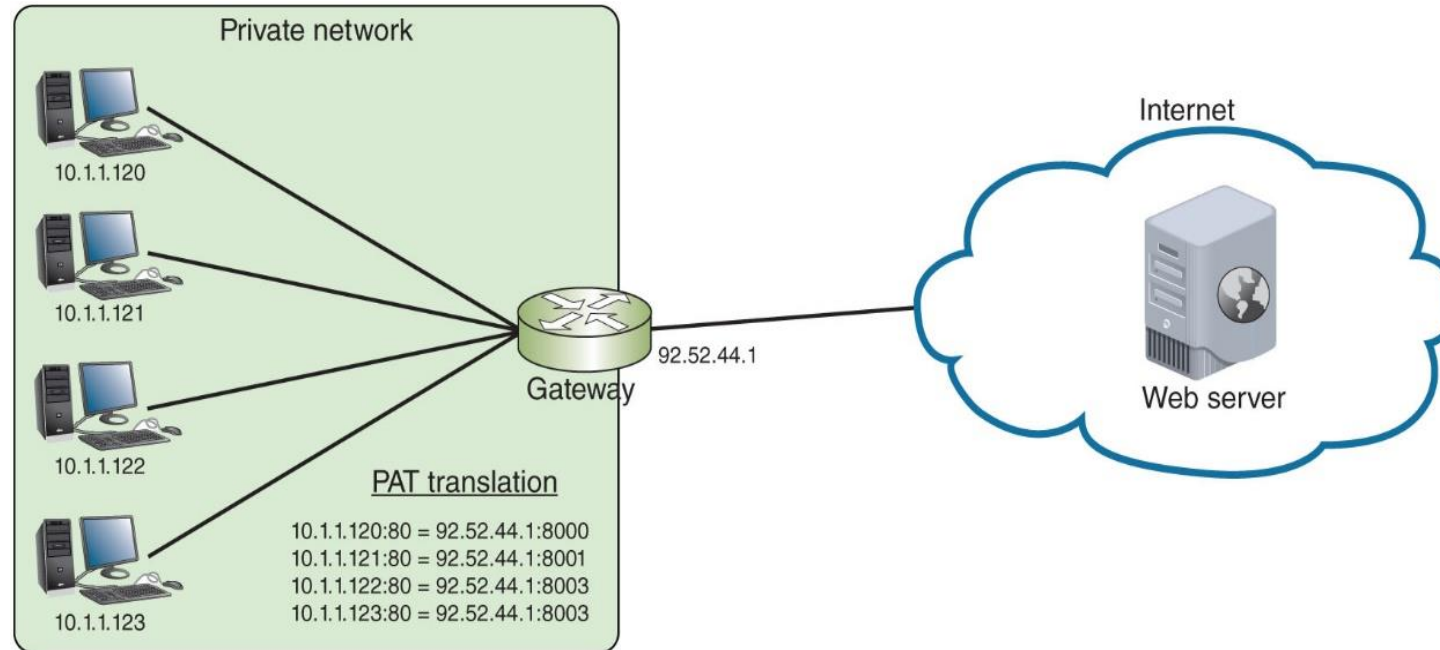 Private network
10.1.1.120
10.1.1.121
10.1.1.122
10.1.1.123
Gateway
92.52.44.1
PAT translation
10.1.1.120:80 = 92.52.44.1:8000
10.1.1.121:80 = 92.52.44.1:8001
10.1.1.122:80 = 92.52.44.1:8003
10.1.1.123:80 = 92.52.44.1:8003
Internet
Web server